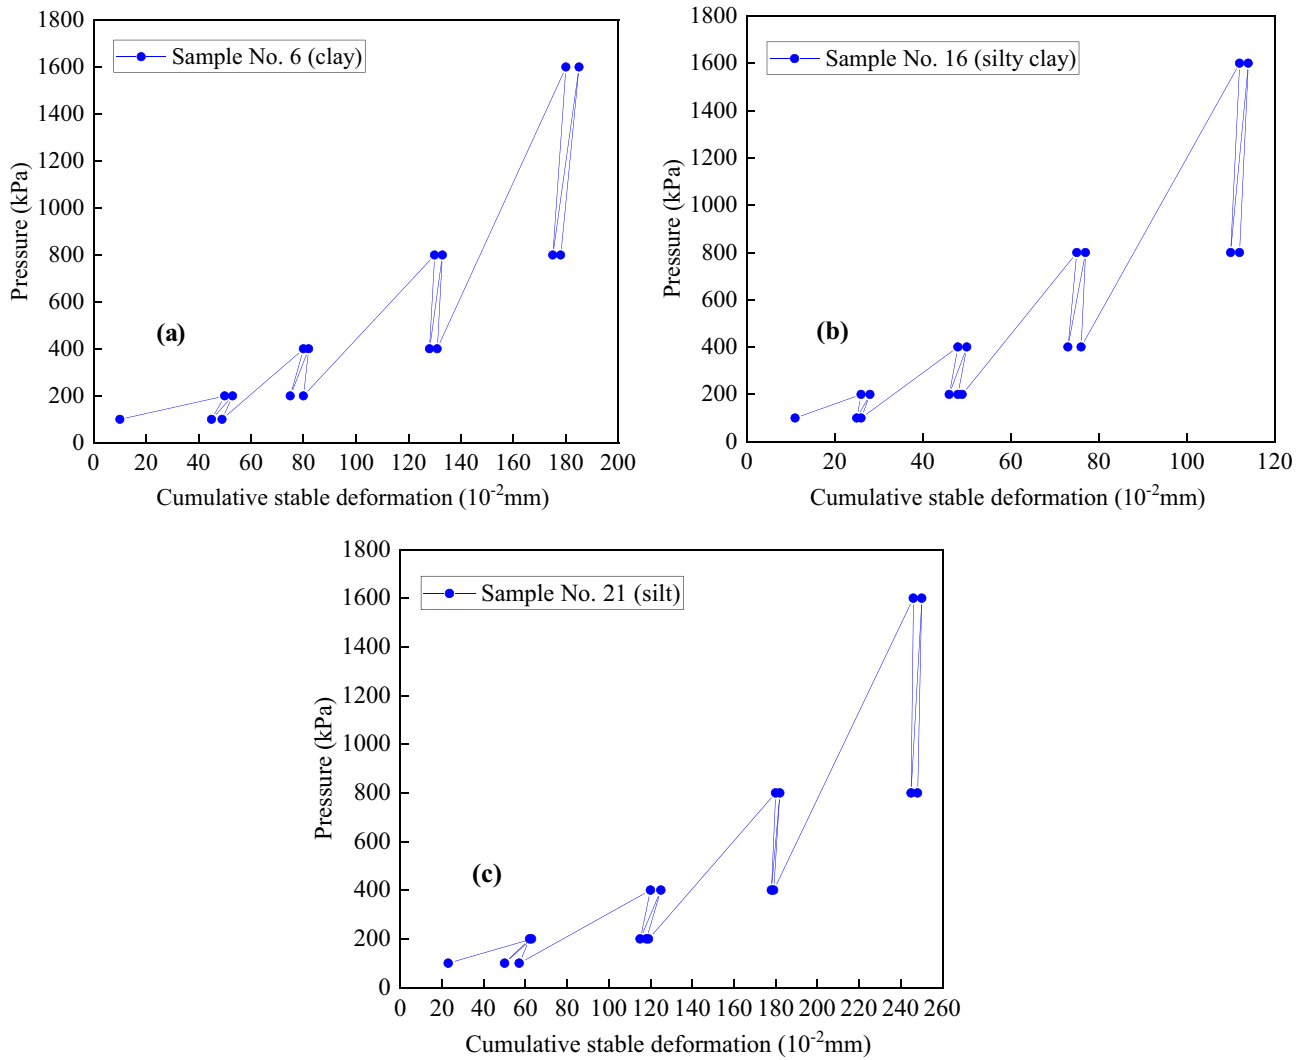 1800
1600
1400
1200
1000
800
600
400
200
0
Pressure (kPa)
Sample No. 6 (clay)
(a)
0 20 40 60 80 100 120 140 160 180 200
Cumulative stable deformation (10-2mm)
1800
1600
1400
1200
1000
800
600
400
200
0
Pressure (kPa)
Sample No. 16 (silty clay)
(b)
0 20 40 60 80 100 120
Cumulative stable deformation (10-2mm)
1800
1600
1400
1200
1000
800
600
400
200
0
Pressure (kPa)
Sample No. 21 (silt)
(c)
0 20 40 60 80 100 120 140 160 180 200 220 240 260
Cumulative stable deformation (10-2mm)